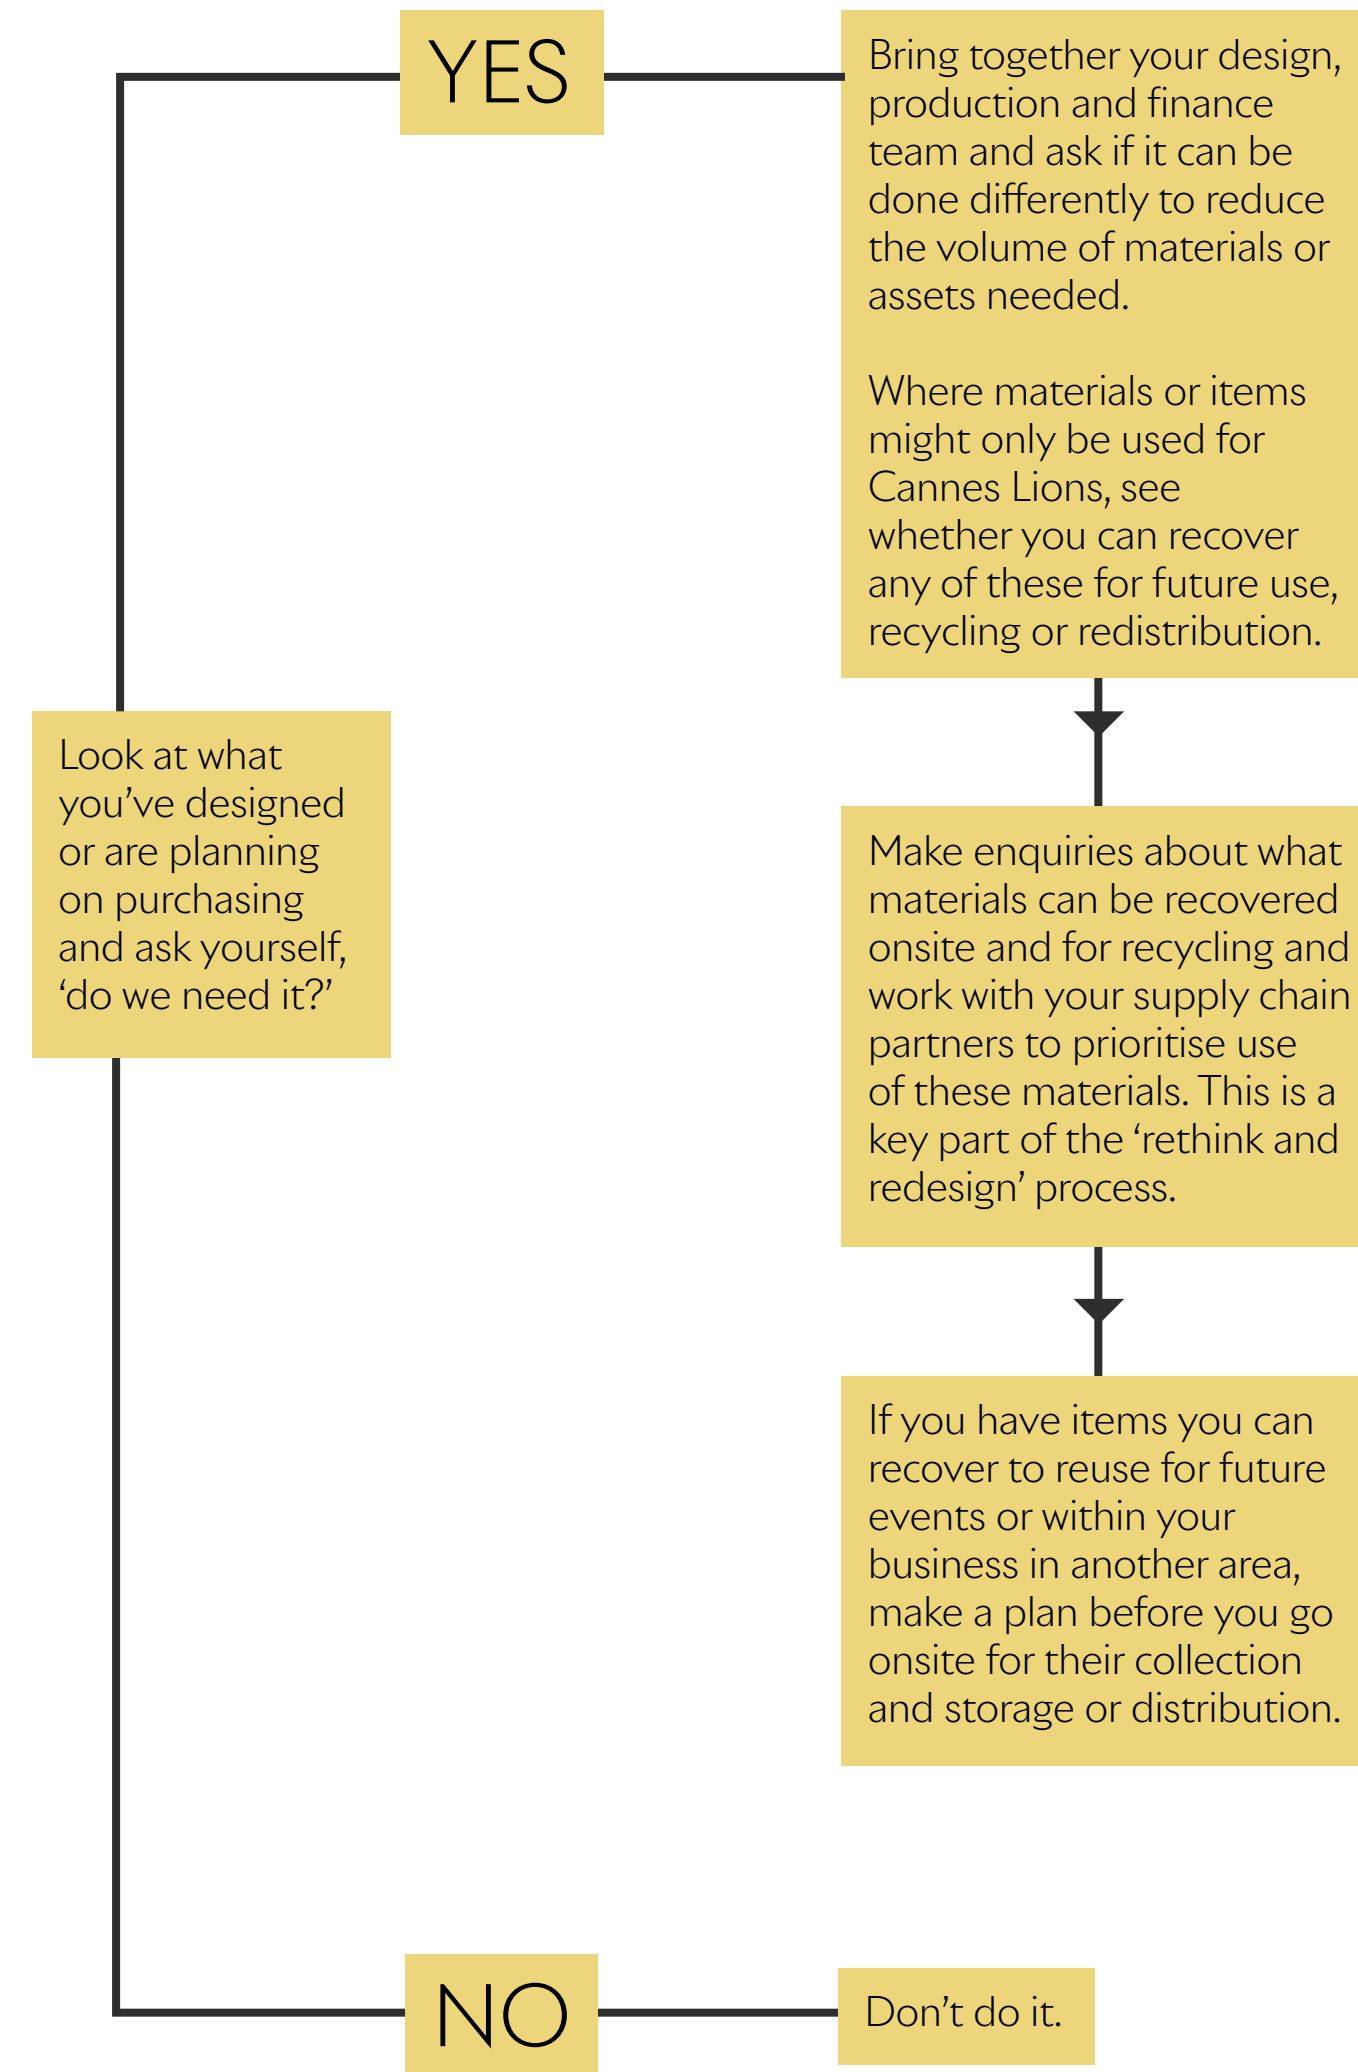 YES
Bring together your design,
production and finance
team and ask if it can be
done differently to reduce
the volume of materials or
assets needed.
Where materials or items
might only be used for
Cannes Lions, see
whether you can recover
any of these for future use,
recycling or redistribution.
Look at what
you’ve designed
or are planning
on purchasing
and ask yourself,
‘do we need it?’
Make enquiries about what
materials can be recovered
onsite and for recycling and
work with your supply chain
partners to prioritise use
of these materials. This is a
key part of the ‘rethink and
redesign’ process.
If you have items you can
recover to reuse for future
events or within your
business in another area,
make a plan before you go
onsite for their collection
and storage or distribution.
NO
Don’t do it.